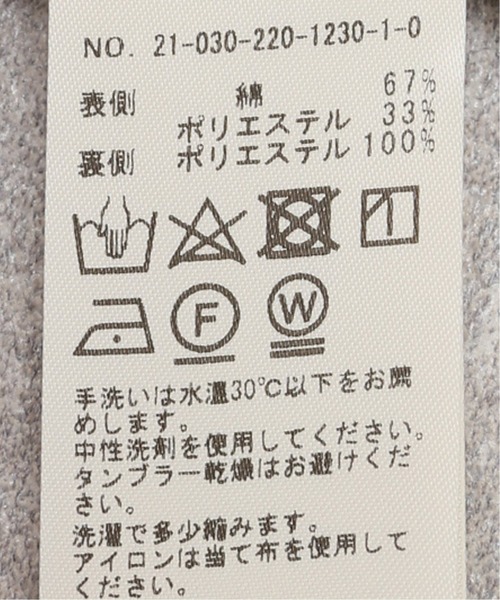 NO. 21-030-220-1230-1-0
表側 綿 67%
ポリエステル 33%
裏側 ポリエステル 100%
F W
手洗いは水温30℃以下をお薦
めします。
中性洗剤を使用してください。
タンブラー乾燥はお避けくだ
さい。
洗濯で多少縮みます。
アイロンは当て布を使用して
ください。